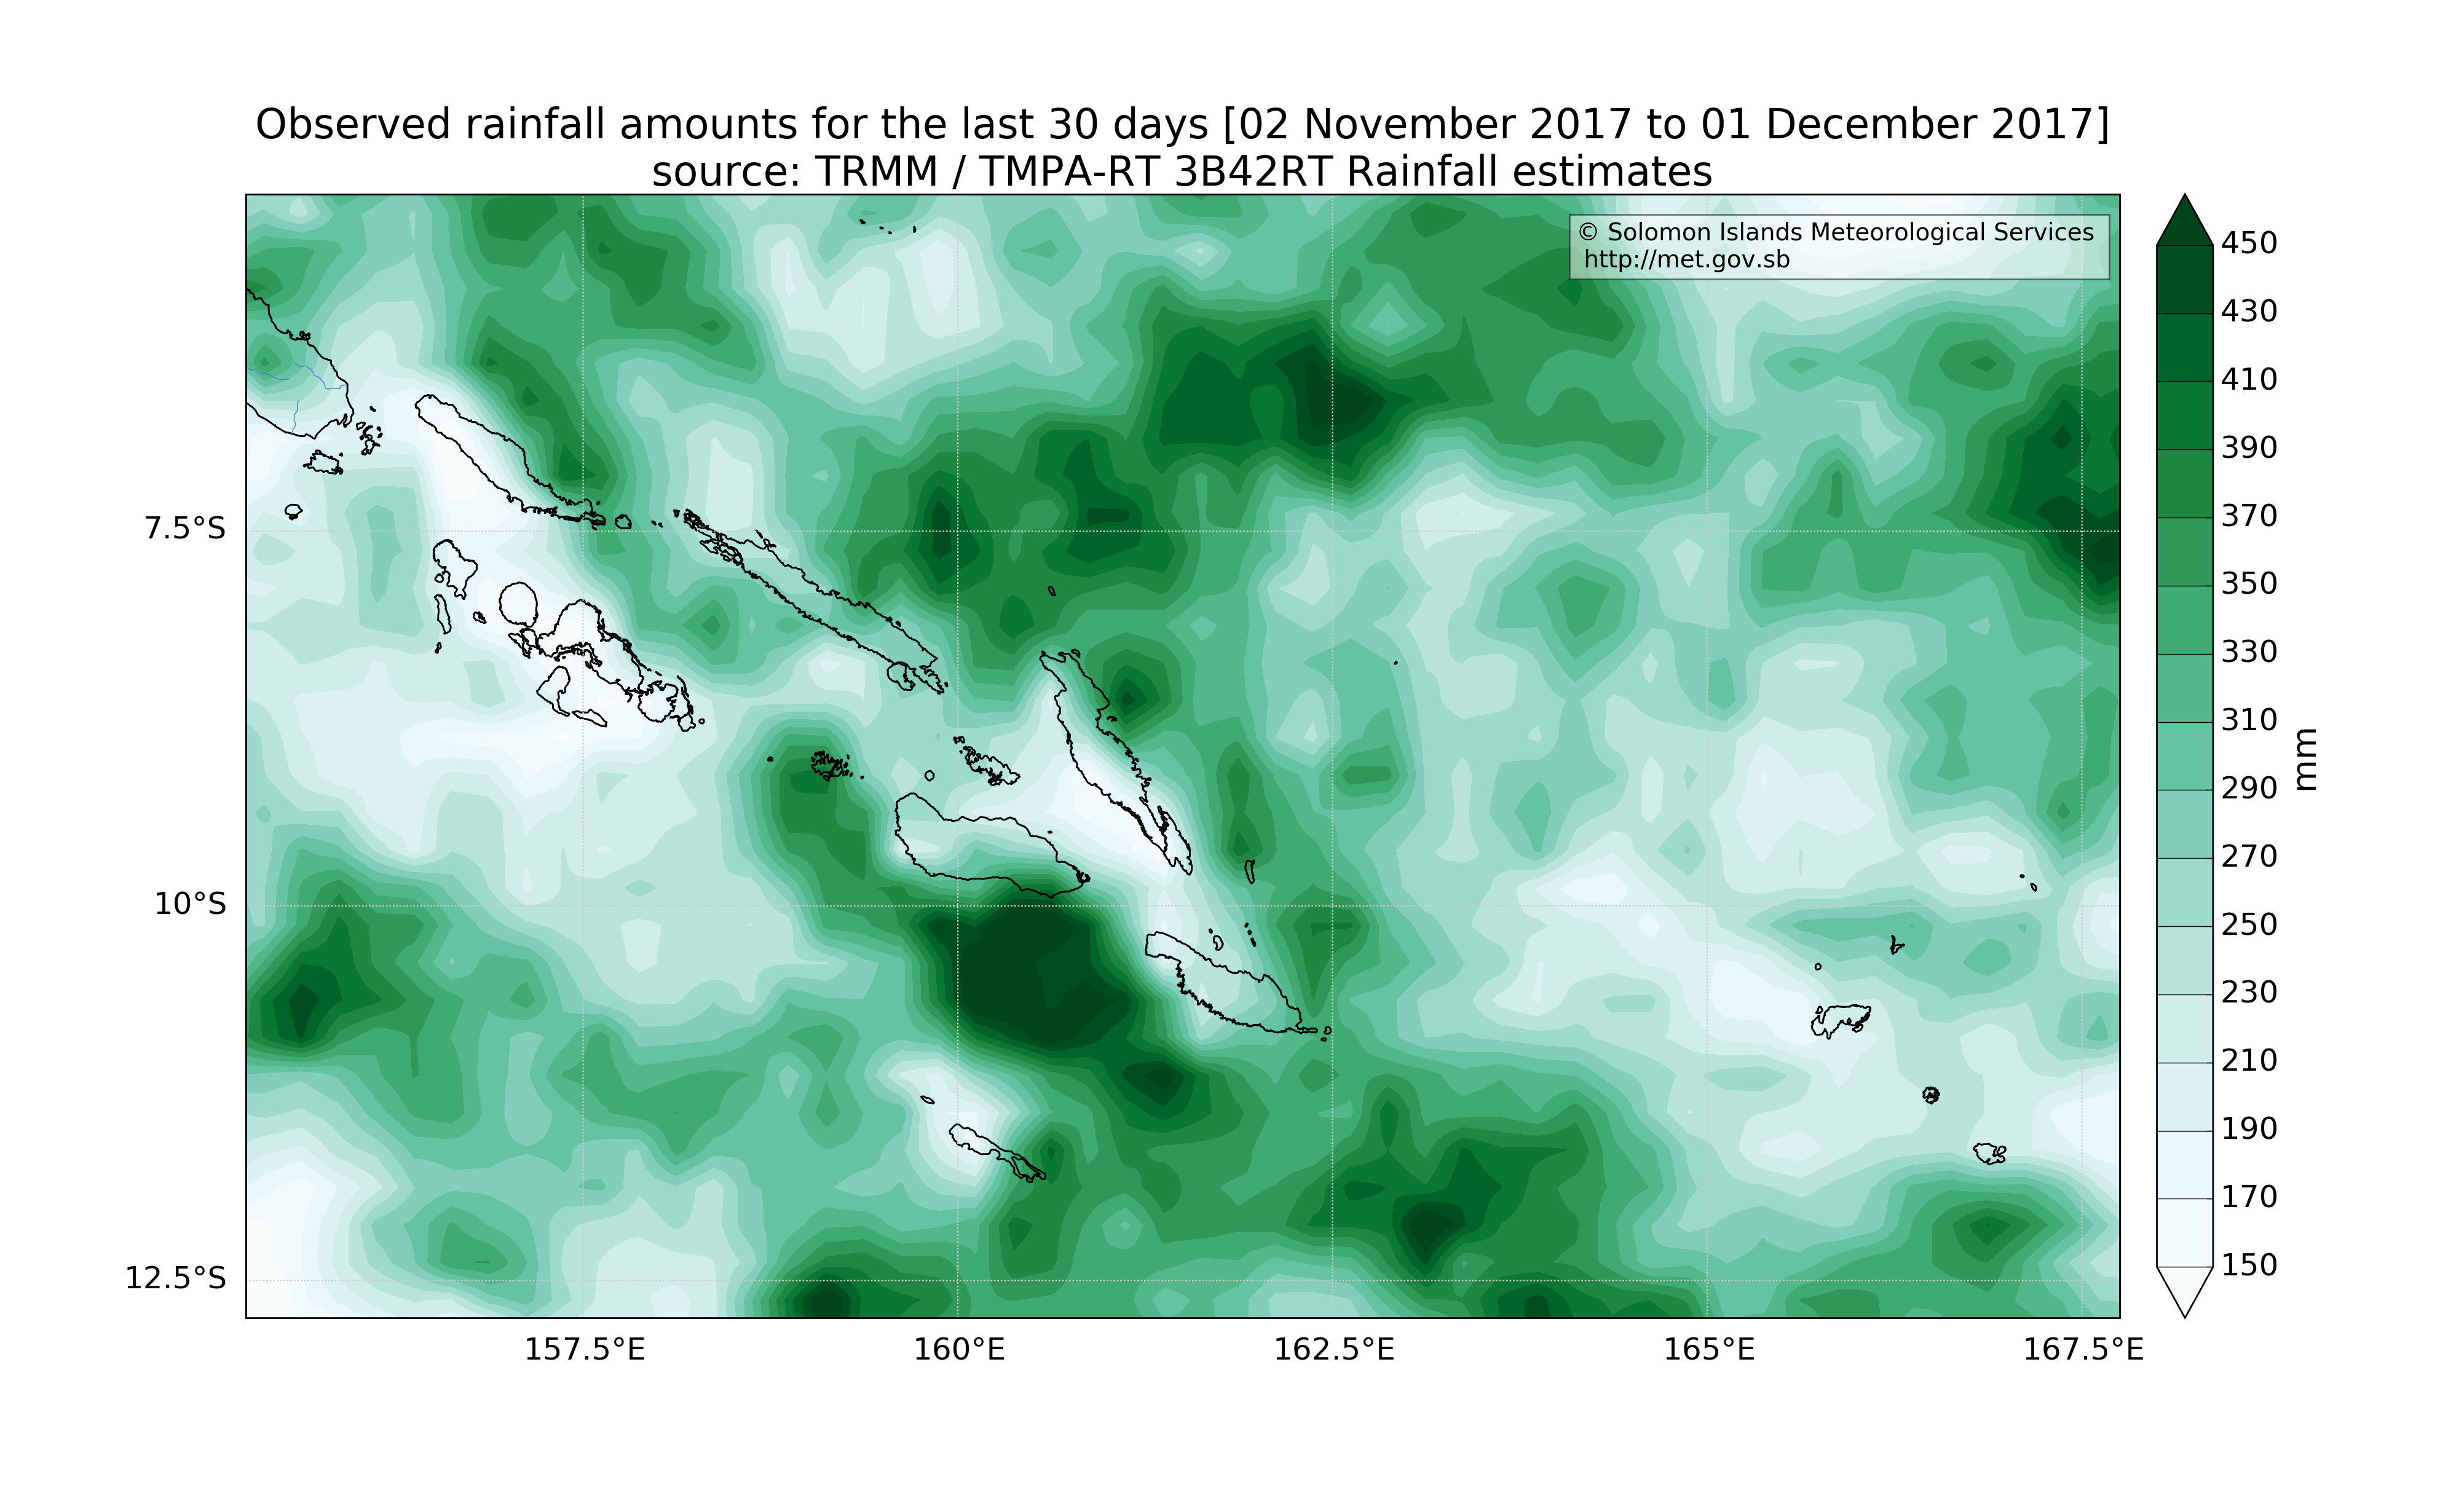 Observed rainfall amounts for the last 30 days [02 November 2017 to 01 December 2017]
source: TRMM / TMPA-RT 3B42RT Rainfall estimates
© Solomon Islands Meteorological Services
http://met.gov.sb
7.5°S
10°S
12.5°S
157.5°E
160°E
162.5°E
165°E
167.5°E
450
430
410
390
370
350
330
310
290
270
250
230
210
190
170
150
mm